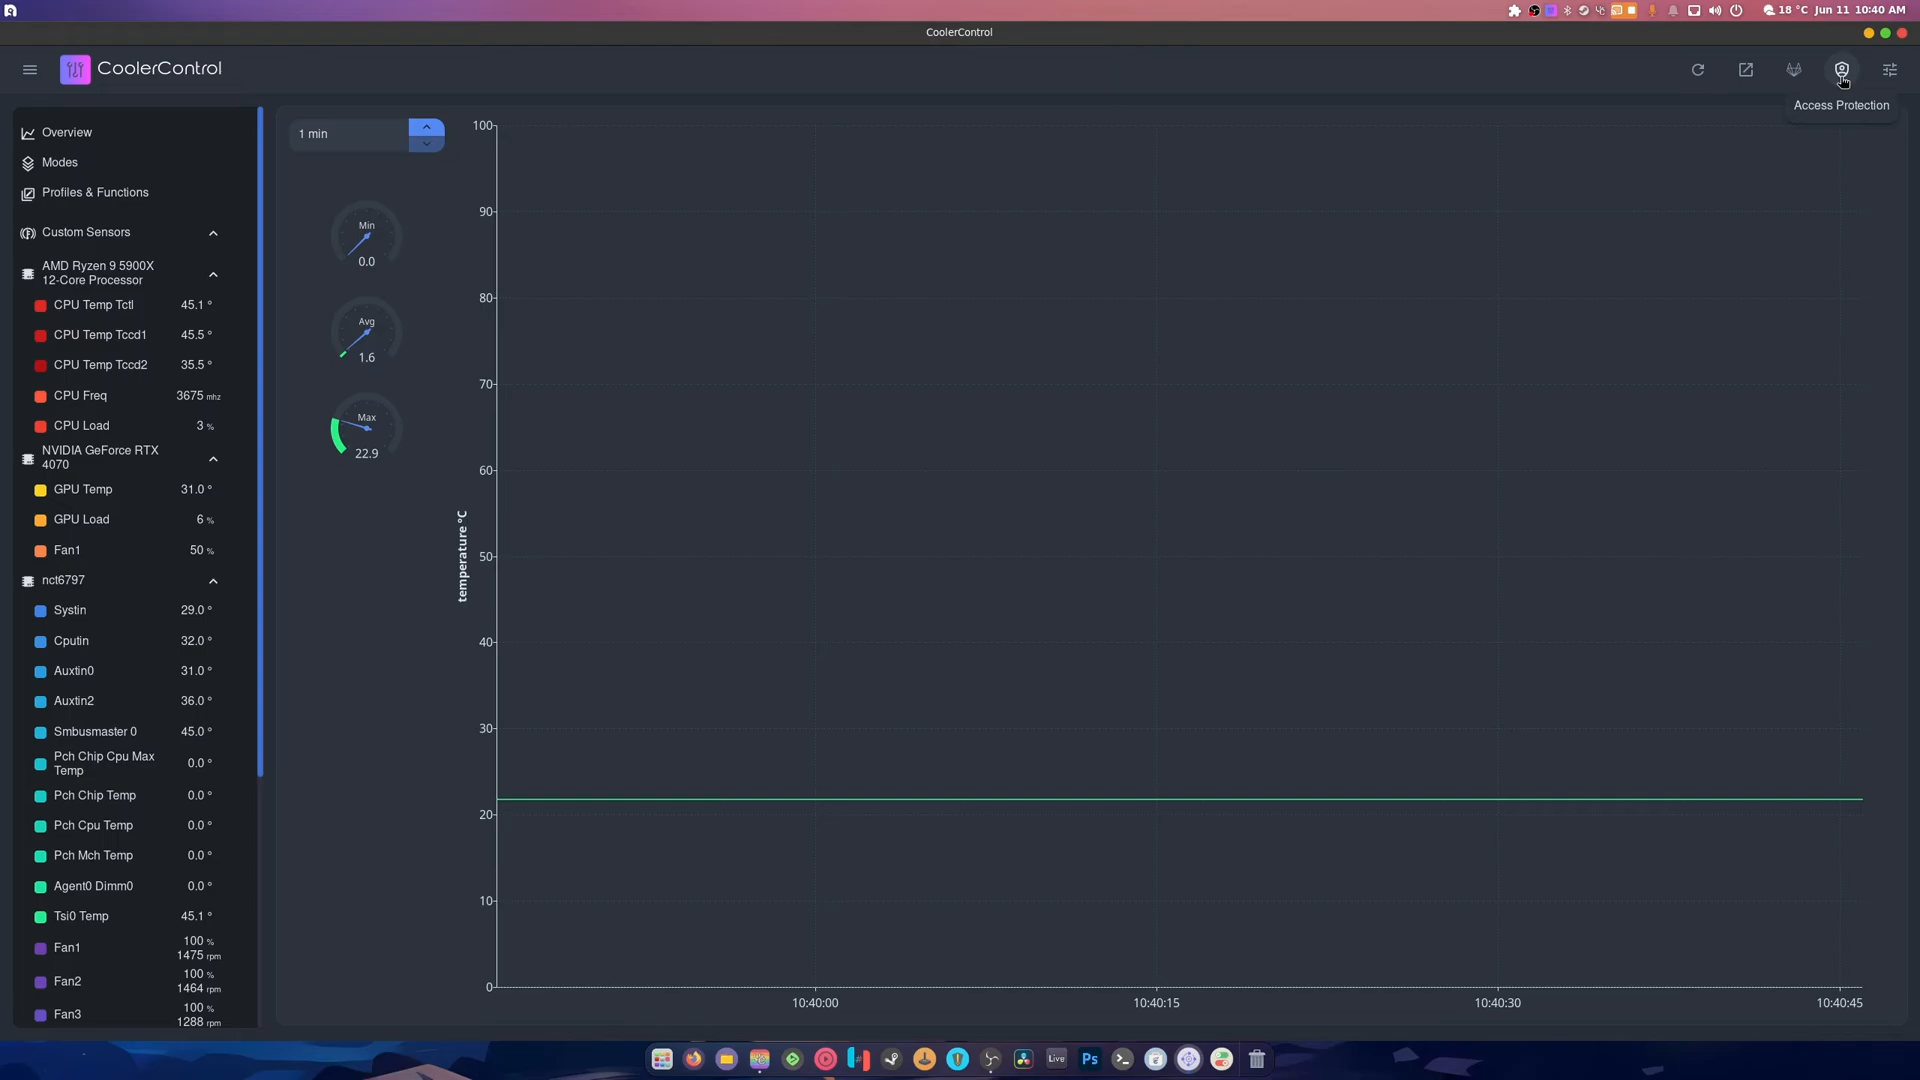 18 °C Jun 11 10:40 AM
CoolerControl
CoolerControl
Access Protection
Overview
Modes
Profiles & Functions
Custom Sensors
AMD Ryzen 9 5900X
12-Core Processor
CPU Temp Tctl 45.1 °
CPU Temp Tccd1 45.5 °
CPU Temp Tccd2 35.5 °
CPU Freq 3675 mhz
CPU Load 3 %
NVIDIA GeForce RTX
4070
GPU Temp 31.0 °
GPU Load 6 %
Fan1 50 %
nct6797
Systin 29.0 °
Cputin 32.0 °
Auxtin0 31.0 °
Auxtin2 36.0 °
Smbusmaster 0 45.0 °
Pch Chip Cpu Max
Temp 0.0 °
Pch Chip Temp 0.0 °
Pch Cpu Temp 0.0 °
Pch Mch Temp 0.0 °
Agent0 Dimm0 0.0 °
Tsi0 Temp 45.1 °
Fan1 100 %
1475 rpm
Fan2 100 %
1464 rpm
Fan3 100 %
1288 rpm
1 min
Min
0.0
Avg
1.6
Max
22.9
temperature °C
100
90
80
70
60
50
40
30
20
10
0
10:40:00 10:40:15 10:40:30 10:40:45
Live
Ps